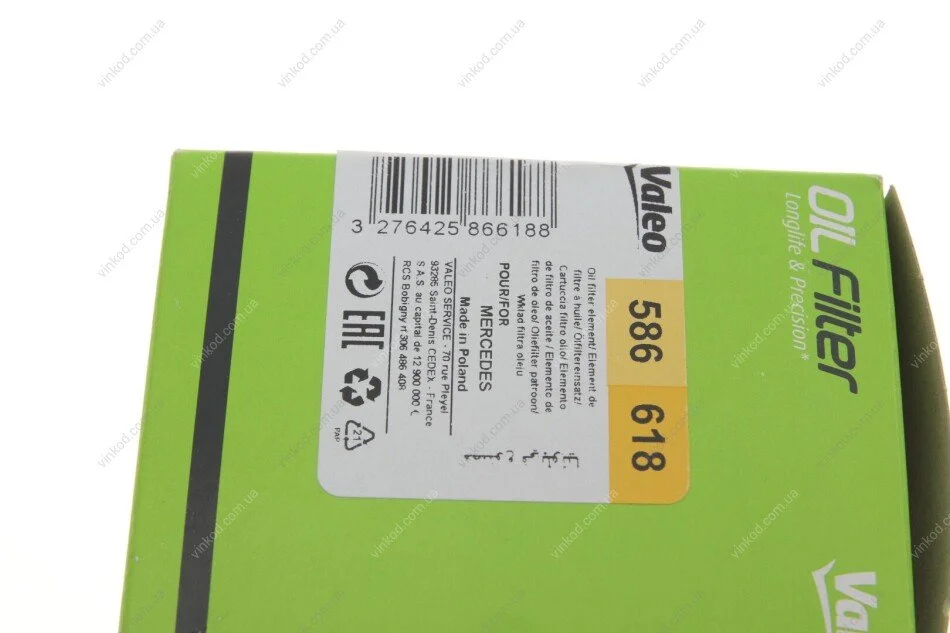 OIL Filter
Longlife & Precision*
Valeo
586 618
Oil filter element/ Element de
filtre a huile/ Ölfiltereinsatz/
Cartuccia filtro olio/ Elemento
de filtro de aceite / Elemento de
filtro de oleo/ Oliefilter patroon/
Wkład filtra oleju
POUR/FOR
MERCEDES
Made in Poland
VALEO SERVICE - 70 rue Pleyel
93285 Saint-Denis CEDEX - France
S.A.S. au capital de 12 900 000 €
RCS Bobigny n° 306 486 408
3 276425 866188
EAC
21
PAP
vinkod.com.ua